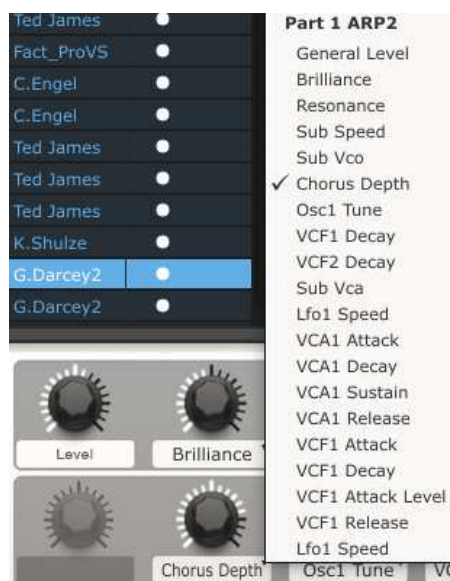 Ted James
Fact_ProVS
C.Engel
C.Engel
Ted James
Ted James
Ted James
K.Shulze
G.Darcey2
G.Darcey2
Part 1 ARP2
General Level
Brilliance
Resonance
Sub Speed
Sub Vco
Chorus Depth
Osc1 Tune
VCF1 Decay
VCF2 Decay
Sub Vca
Lfo1 Speed
VCA1 Attack
VCA1 Decay
VCA1 Sustain
VCA1 Release
VCF1 Attack
VCF1 Decay
VCF1 Attack Level
VCF1 Release
Lfo1 Speed
Level
Brilliance
Chorus Depth
Osc1 Tune